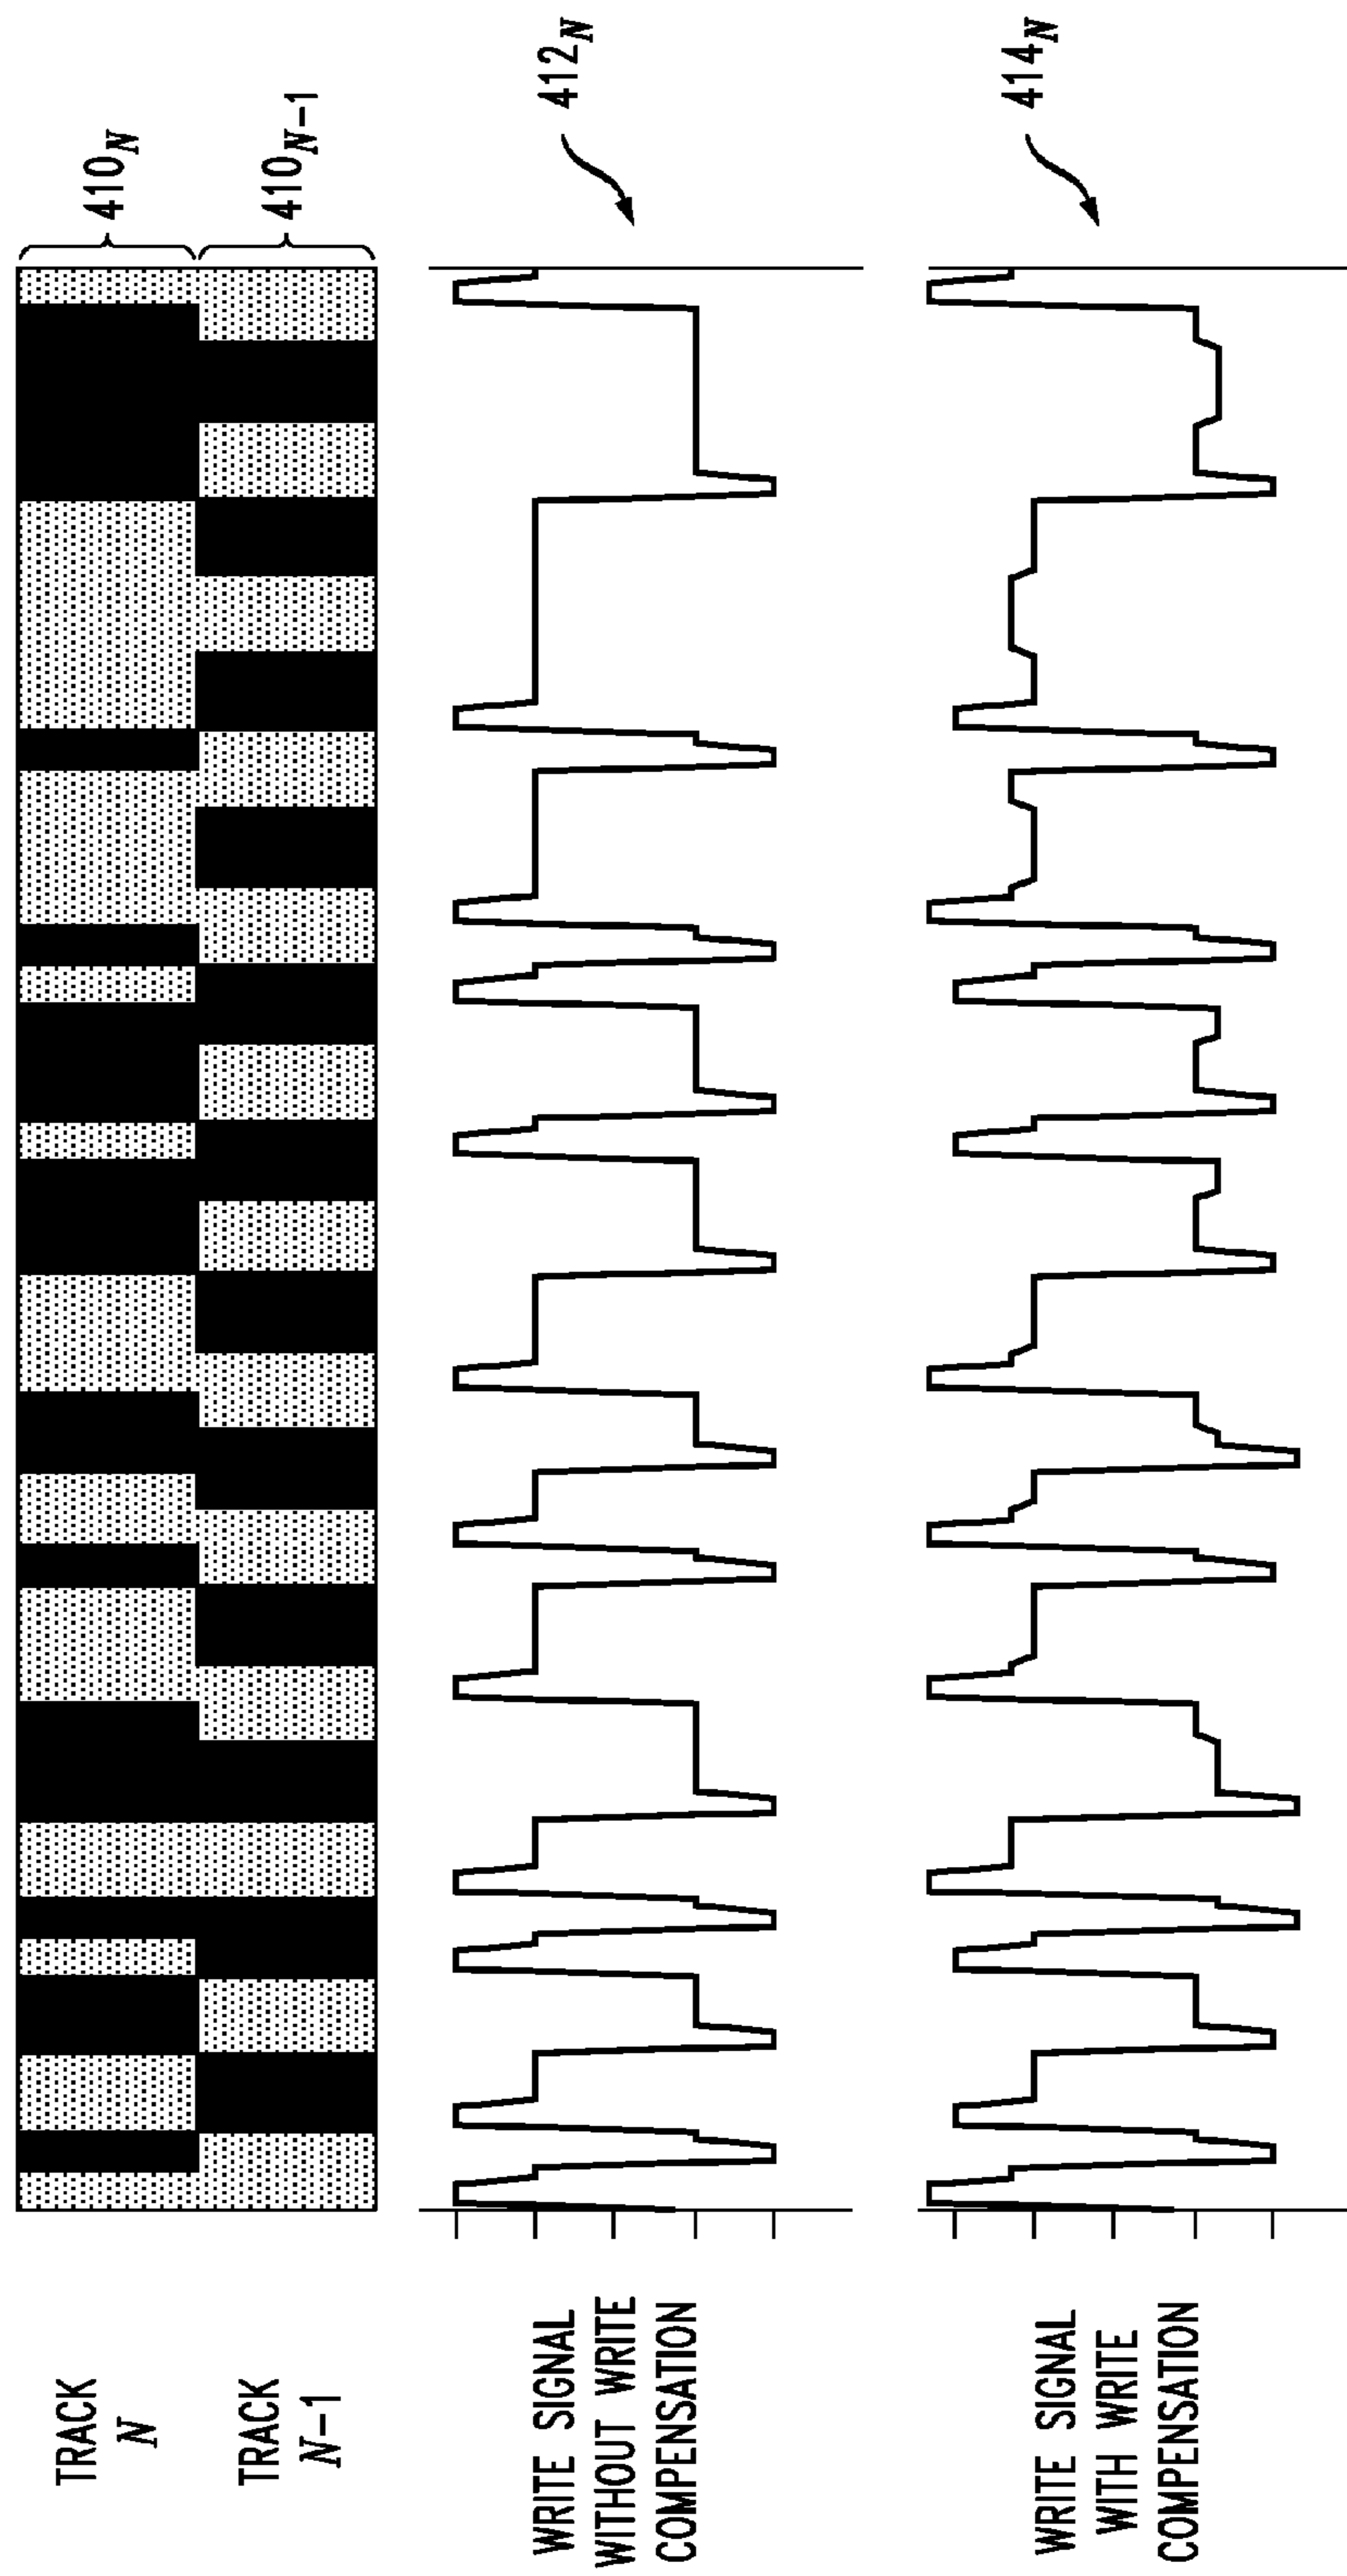 TRACK
N
410N
TRACK
N−1
410N−1
WRITE SIGNAL
WITHOUT WRITE
COMPENSATION
412N
WRITE SIGNAL
WITH WRITE
COMPENSATION
414N